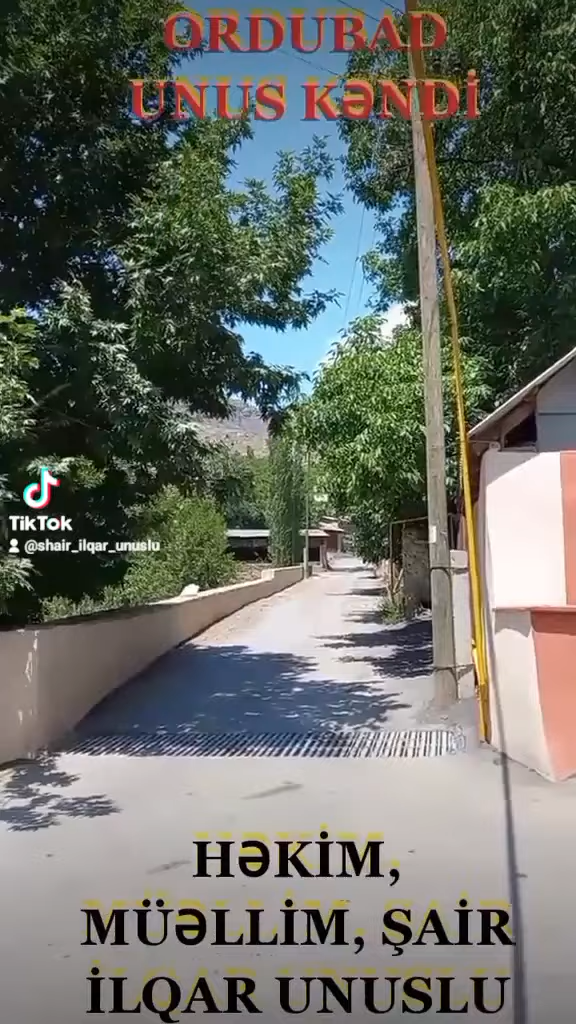 ORDUBAD
UNUS KƏNDİ
TikTok
@shair_ilqar_unuslu
HƏKİM,
MÜƏLLİM, ŞAİR
İLQAR UNUSLU